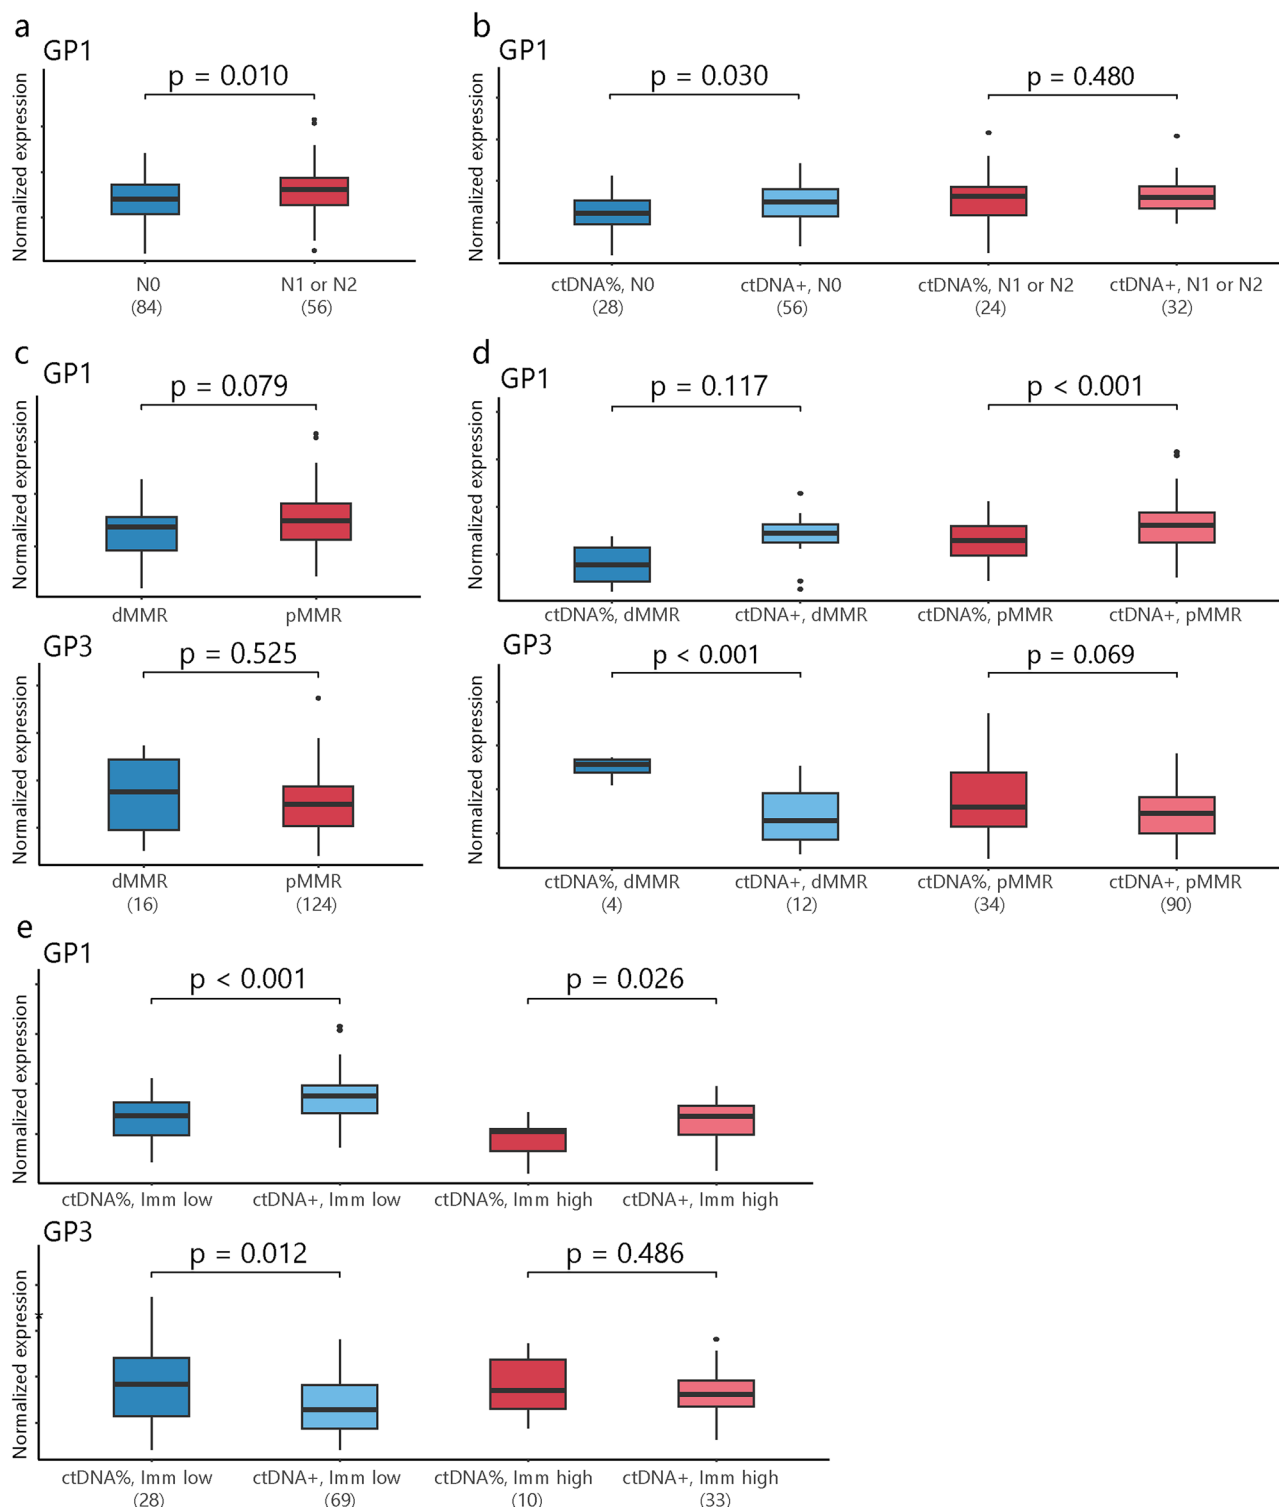 a
GP1
p = 0.010
Normalized expression
N0
(84)
N1 or N2
(56)
b
GP1
p = 0.030
p = 0.480
Normalized expression
ctDNA%, N0
(28)
ctDNA+, N0
(56)
ctDNA%, N1 or N2
(24)
ctDNA+, N1 or N2
(32)
c
GP1
p = 0.079
Normalized expression
dMMR
pMMR
GP3
p = 0.525
Normalized expression
dMMR
(16)
pMMR
(124)
d
GP1
p = 0.117
p < 0.001
Normalized expression
ctDNA%, dMMR
ctDNA+, dMMR
ctDNA%, pMMR
ctDNA+, pMMR
GP3
p < 0.001
p = 0.069
Normalized expression
ctDNA%, dMMR
(4)
ctDNA+, dMMR
(12)
ctDNA%, pMMR
(34)
ctDNA+, pMMR
(90)
e
GP1
p < 0.001
p = 0.026
Normalized expression
ctDNA%, Imm low
ctDNA+, Imm low
ctDNA%, Imm high
ctDNA+, Imm high
GP3
p = 0.012
p = 0.486
Normalized expression
ctDNA%, Imm low
(28)
ctDNA+, Imm low
(69)
ctDNA%, Imm high
(10)
ctDNA+, Imm high
(33)